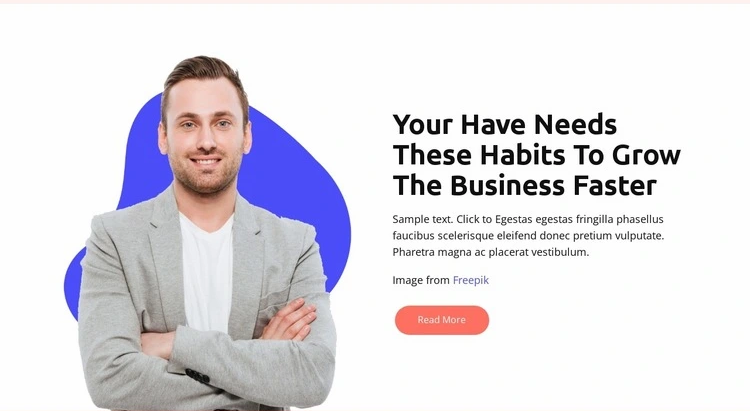 Your Have Needs
These Habits To Grow
The Business Faster
Sample text. Click to Egestas egestas fringilla phasellus
faucibus scelerisque eleifend donec pretium vulputate.
Pharetra magna ac placerat vestibulum.
Image from Freepik
Read More